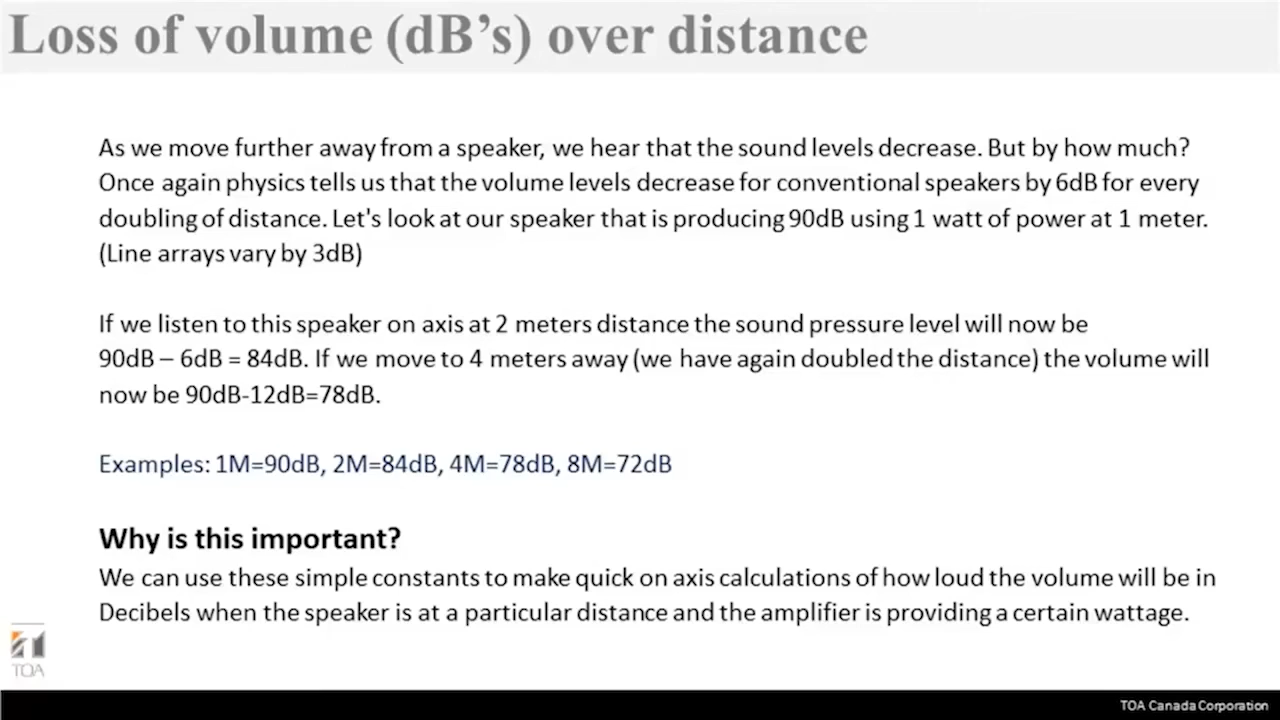 Loss of volume (dB’s) over distance
As we move further away from a speaker, we hear that the sound levels decrease. But by how much?
Once again physics tells us that the volume levels decrease for conventional speakers by 6dB for every
doubling of distance. Let's look at our speaker that is producing 90dB using 1 watt of power at 1 meter.
(Line arrays vary by 3dB)
If we listen to this speaker on axis at 2 meters distance the sound pressure level will now be
90dB – 6dB = 84dB. If we move to 4 meters away (we have again doubled the distance) the volume will
now be 90dB-12dB=78dB.
Examples: 1M=90dB, 2M=84dB, 4M=78dB, 8M=72dB
Why is this important?
We can use these simple constants to make quick on axis calculations of how loud the volume will be in
Decibels when the speaker is at a particular distance and the amplifier is providing a certain wattage.
TOA
TOA Canada Corporation